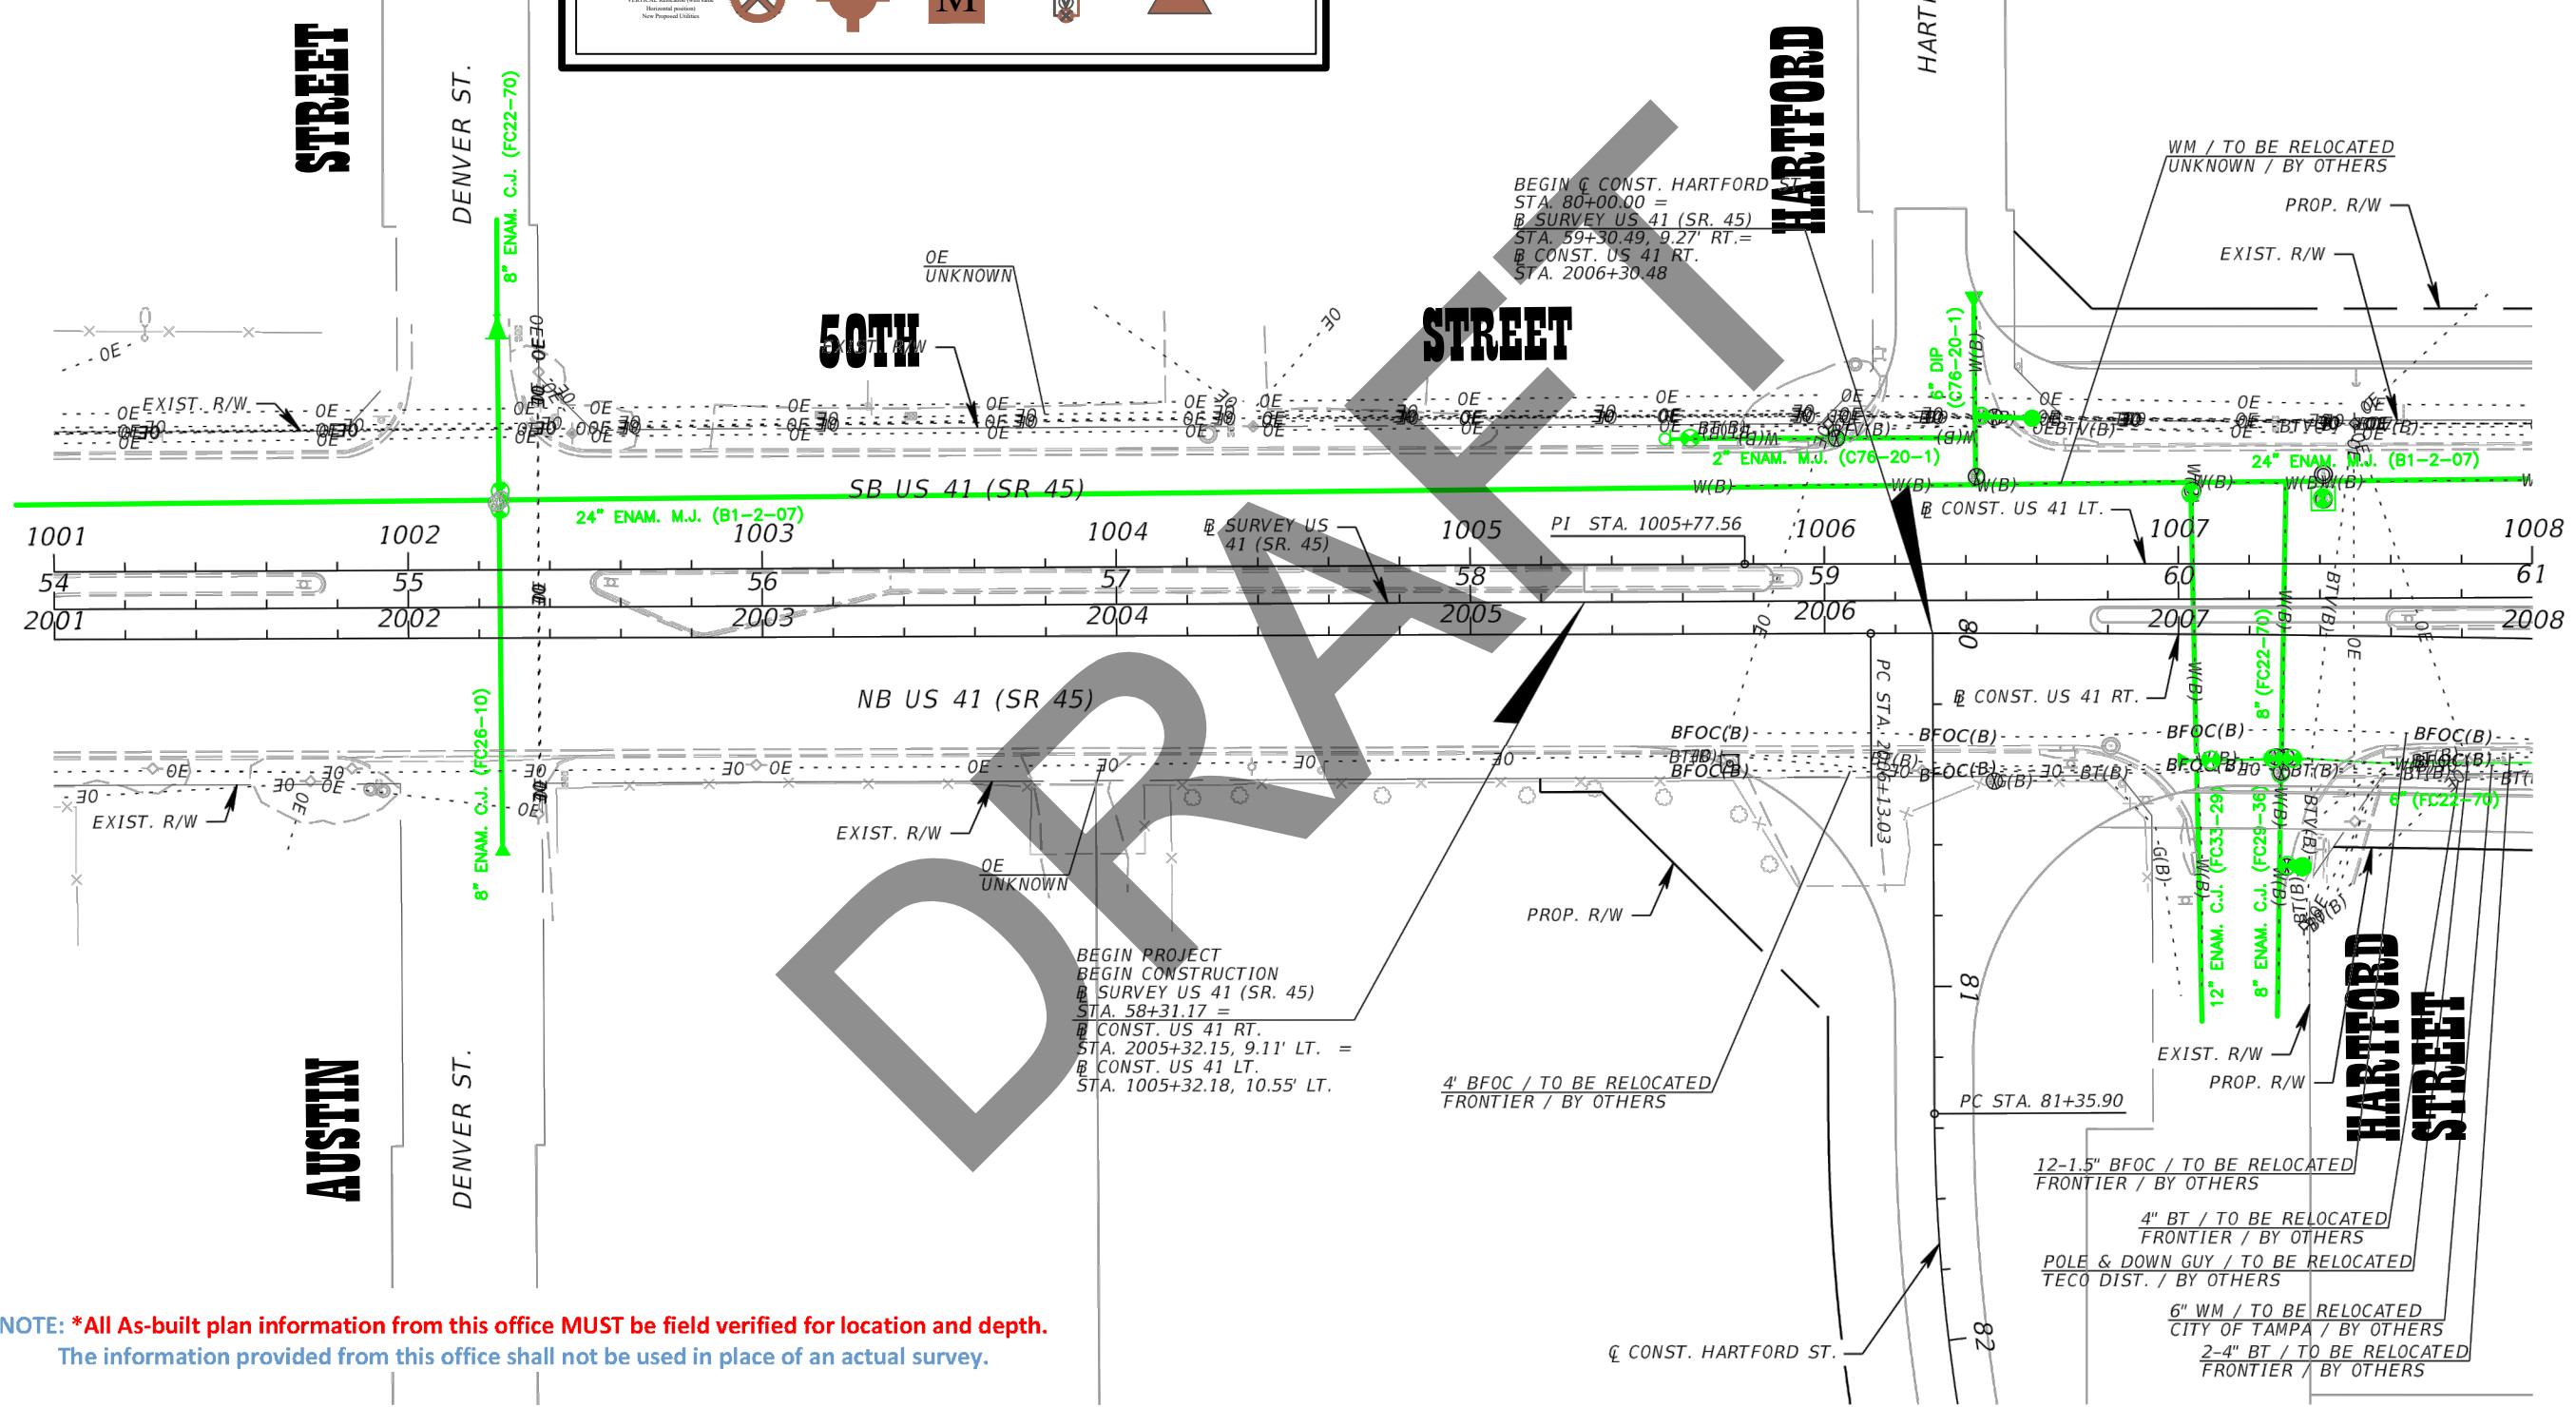 Horizontal position)
New Proposed Utilities
M
STREET
DENVER ST.
8" ENAM. C.J. (FC22-70)
HARTFORD
WM / TO BE RELOCATED
UNKNOWN / BY OTHERS
BEGIN ℄ CONST. HARTFORD ST.
STA. 80+00.00 =
B SURVEY US 41 (SR. 45)
STA. 59+30.49, 9.27' RT.=
B CONST. US 41 RT.
STA. 2006+30.48
PROP. R/W
EXIST. R/W
OE
UNKNOWN
50TH
STREET
EXIST. R/W
EXIST. R/W
6" DIP
(C76-20-1)
2" ENAM. M.J. (C76-20-1)
24" ENAM. M.J. (B1-2-07)
SB US 41 (SR 45)
24" ENAM. M.J. (B1-2-07)
W(B) W(B) W(B) W(B) W(B)
B CONST. US 41 LT.
B SURVEY US
41 (SR. 45)
PI STA. 1005+77.56
1001 1002 1003 1004 1005 1006 1007 1008
54 55 56 57 58 59 60 61
2001 2002 2003 2004 2005 2006 2007 2008
80
NB US 41 (SR 45)
8" ENAM. C.J. (FC26-10)
PC STA. 2006+13.03
B CONST. US 41 RT.
8" (FC22-70)
BTV(B)
BFOC(B) BFOC(B) BFOC(B) BFOC(B)
6" (FC22-70)
EXIST. R/W
EXIST. R/W
OE
UNKNOWN
12" ENAM. C.J. (FC33-29)
8" ENAM. C.J. (FC29-36)
G(B)
PROP. R/W
BEGIN PROJECT
BEGIN CONSTRUCTION
B SURVEY US 41 (SR. 45)
STA. 58+31.17 =
B CONST. US 41 RT.
STA. 2005+32.15, 9.11' LT. =
B CONST. US 41 LT.
STA. 1005+32.18, 10.55' LT.
81
HARTFORD
STREET
EXIST. R/W
PROP. R/W
AUSTIN
DENVER ST.
4' BFOC / TO BE RELOCATED
FRONTIER / BY OTHERS
PC STA. 81+35.90
12-1.5" BFOC / TO BE RELOCATED
FRONTIER / BY OTHERS
4" BT / TO BE RELOCATED
FRONTIER / BY OTHERS
POLE & DOWN GUY / TO BE RELOCATED
TECO DIST. / BY OTHERS
6" WM / TO BE RELOCATED
CITY OF TAMPA / BY OTHERS
2-4" BT / TO BE RELOCATED
FRONTIER / BY OTHERS
℄ CONST. HARTFORD ST.
82
DRAFT
NOTE: *All As-built plan information from this office MUST be field verified for location and depth.
The information provided from this office shall not be used in place of an actual survey.